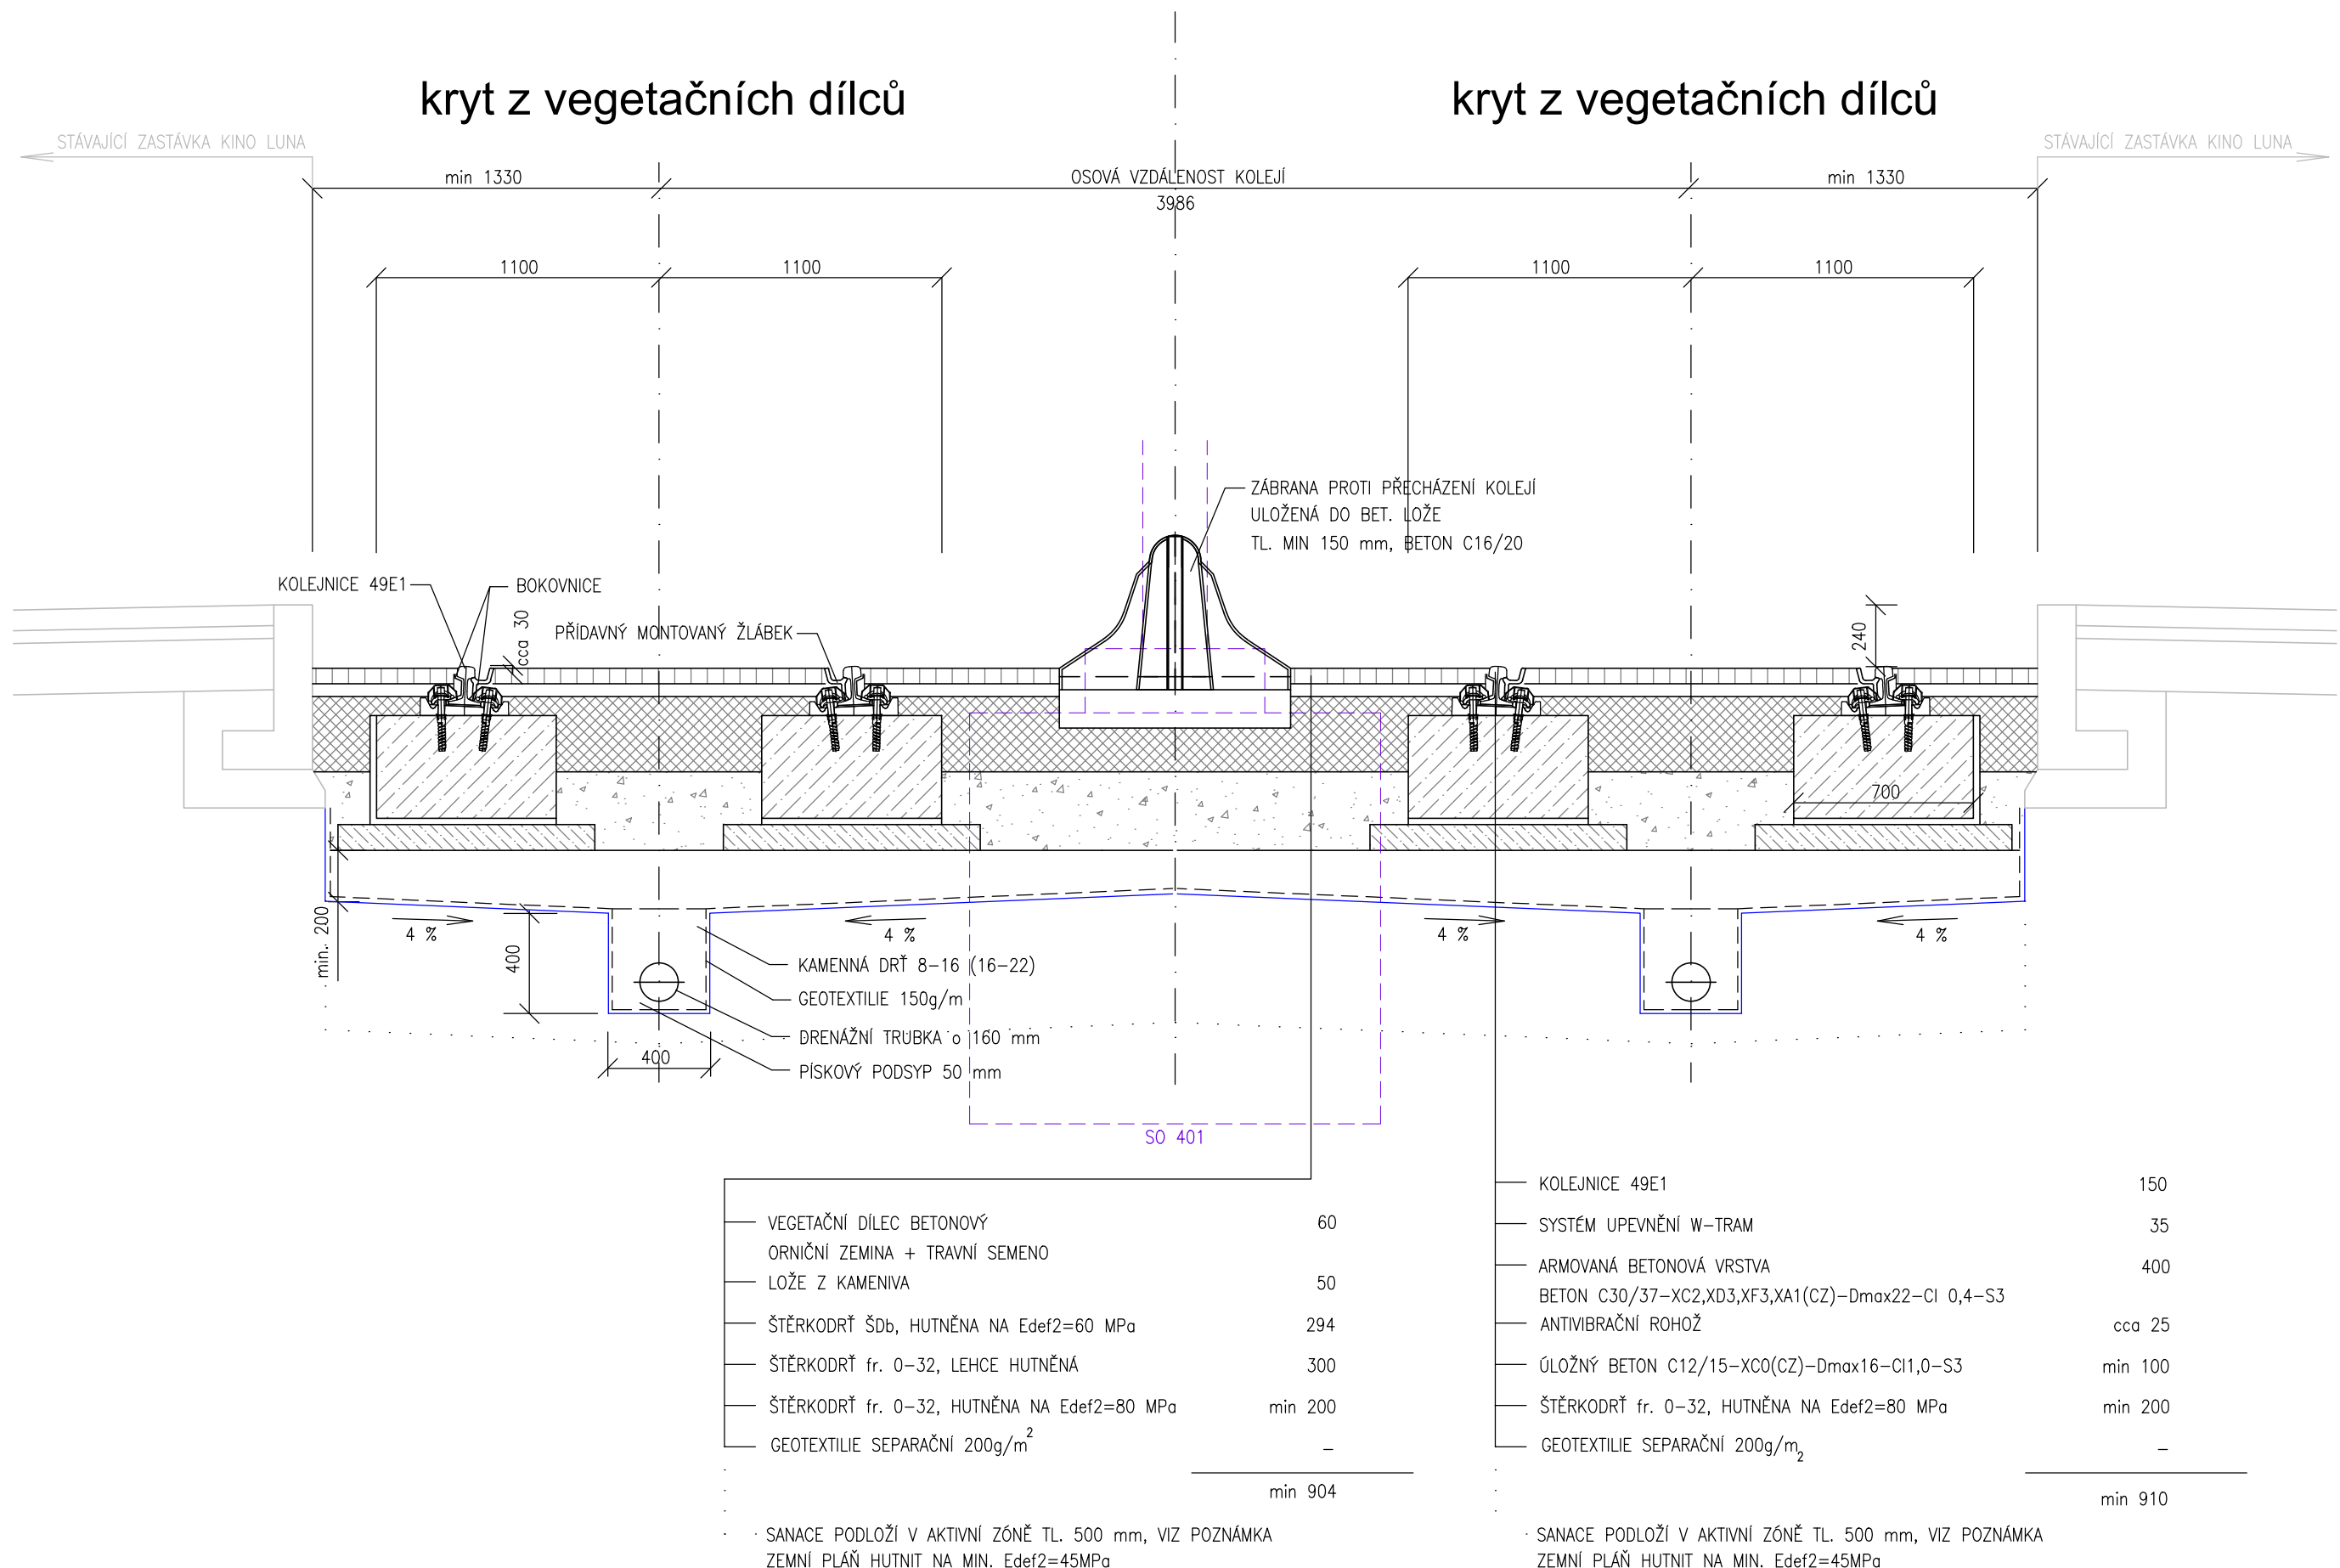 kryt z vegetačních dílců
kryt z vegetačních dílců
STÁVAJÍCÍ ZASTÁVKA KINO LUNA
STÁVAJÍCÍ ZASTÁVKA KINO LUNA
min 1330
OSOVÁ VZDÁLENOST KOLEJÍ
min 1330
3986
1100
1100
1100
1100
ZÁBRANA PROTI PŘECHÁZENÍ KOLEJÍ
ULOŽENÁ DO BET. LOŽE
TL. MIN 150 mm, BETON C16/20
KOLEJNICE 49E1
BOKOVNICE
cca 30
PŘÍDAVNÝ MONTOVANÝ ŽLÁBEK
240
700
min. 200
4 %
4 %
4 %
4 %
400
KAMENNÁ DRŤ 8-16 (16-22)
GEOTEXTILIE 150g/m
DRENÁŽNÍ TRUBKA o 160 mm
400
PÍSKOVÝ PODSYP 50 mm
SO 401
VEGETAČNÍ DÍLEC BETONOVÝ 60
ORNIČNÍ ZEMINA + TRAVNÍ SEMENO
LOŽE Z KAMENIVA 50
ŠTĚRKODRŤ ŠDb, HUTNĚNA NA Edef2=60 MPa 294
ŠTĚRKODRŤ fr. 0-32, LEHCE HUTNĚNÁ 300
ŠTĚRKODRŤ fr. 0-32, HUTNĚNA NA Edef2=80 MPa min 200
GEOTEXTILIE SEPARAČNÍ 200g/m2 –
min 904
SANACE PODLOŽÍ V AKTIVNÍ ZÓNĚ TL. 500 mm, VIZ POZNÁMKA
ZEMNÍ PLÁŇ HUTNIT NA MIN. Edef2=45MPa
KOLEJNICE 49E1 150
SYSTÉM UPEVNĚNÍ W-TRAM 35
ARMOVANÁ BETONOVÁ VRSTVA 400
BETON C30/37-XC2,XD3,XF3,XA1(CZ)-Dmax22-Cl 0,4-S3
ANTIVIBRAČNÍ ROHOŽ cca 25
ÚLOŽNÝ BETON C12/15-XC0(CZ)-Dmax16-Cl1,0-S3 min 100
ŠTĚRKODRŤ fr. 0-32, HUTNĚNA NA Edef2=80 MPa min 200
GEOTEXTILIE SEPARAČNÍ 200g/m2 –
min 910
SANACE PODLOŽÍ V AKTIVNÍ ZÓNĚ TL. 500 mm, VIZ POZNÁMKA
ZEMNÍ PLÁŇ HUTNIT NA MIN. Edef2=45MPa